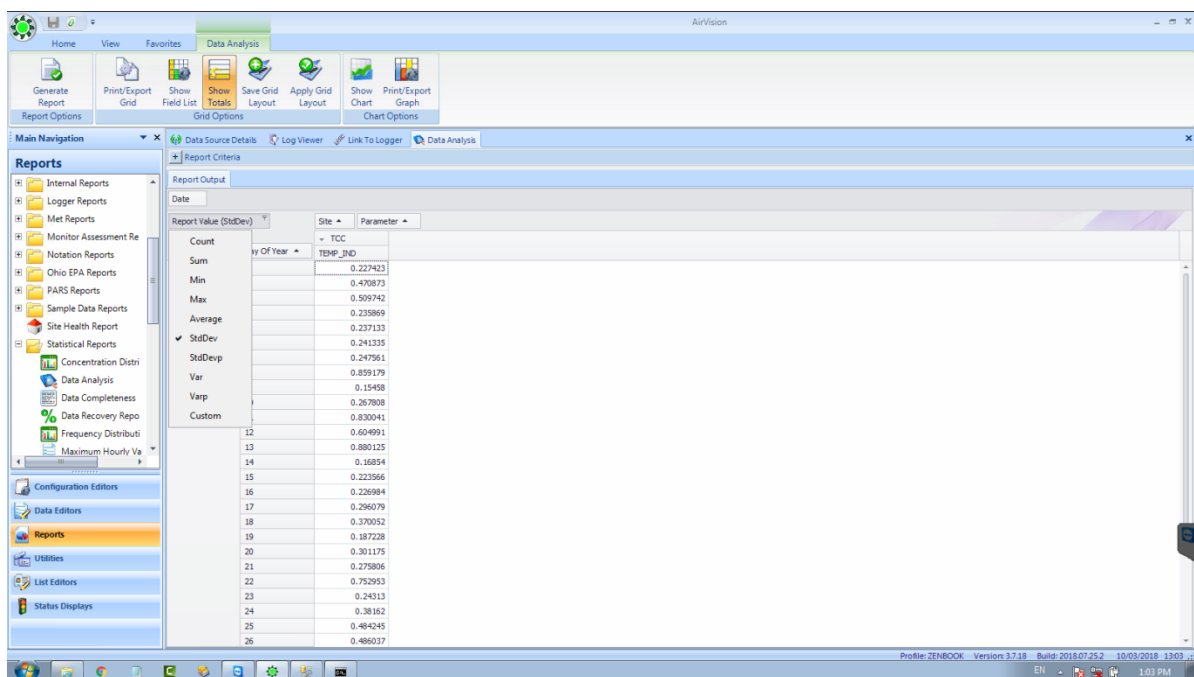 AirVision
Home View Favorites Data Analysis
Generate Report
Print/Export Grid
Show Field List
Show Totals
Save Grid Layout
Apply Grid Layout
Show Chart
Print/Export Graph
Report Options Grid Options Chart Options
Main Navigation
Data Source Details Log Viewer Link To Logger Data Analysis
Reports
Report Criteria
Internal Reports
Logger Reports
Met Reports
Monitor Assessment Re
Notation Reports
Ohio EPA Reports
PARS Reports
Sample Data Reports
Site Health Report
Statistical Reports
Concentration Distri
Data Analysis
Data Completeness
Data Recovery Repo
Frequency Distributi
Maximum Hourly Va
Configuration Editors
Data Editors
Reports
Utilities
List Editors
Status Displays
Report Output
Date
Report Value (StdDev) Site Parameter
Count
Sum
Min
Max
Average
StdDev
StdDevp
Var
Varp
Custom
TCC
ay Of Year TEMP_IND
0.227423
0.470873
0.509742
0.235869
0.237133
0.241335
0.247561
0.859179
0.15458
0.267808
0.830041
12 0.604991
13 0.880125
14 0.16854
15 0.223566
16 0.226984
17 0.296079
18 0.370052
19 0.187228
20 0.301175
21 0.275806
22 0.752953
23 0.24313
24 0.38162
25 0.484245
26 0.486037
Profile: ZENBOOK Version: 3.7.18 Build: 2018.07.25.2 10/03/2018 13:03
EN 1:03 PM